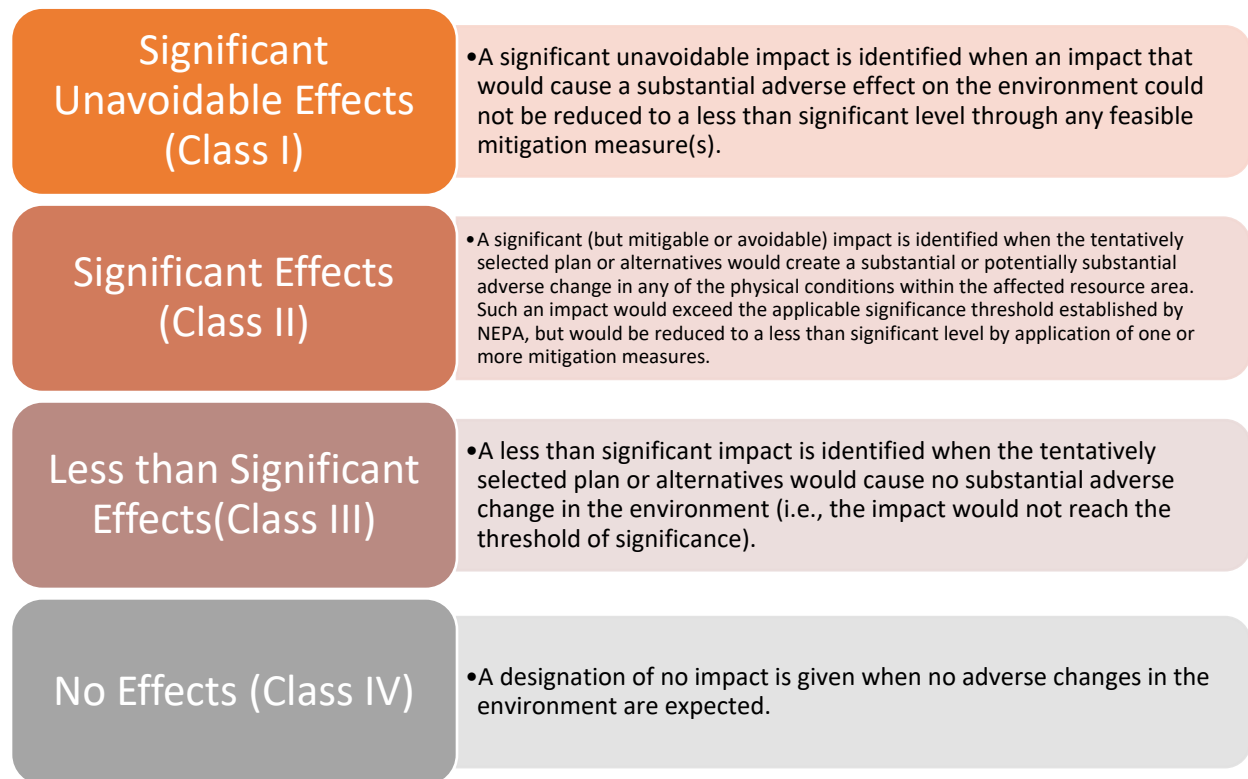 Significant
Unavoidable Effects
(Class I)
•A significant unavoidable impact is identified when an impact that
would cause a substantial adverse effect on the environment could
not be reduced to a less than significant level through any feasible
mitigation measure(s).
Significant Effects
(Class II)
•A significant (but mitigable or avoidable) impact is identified when the tentatively
selected plan or alternatives would create a substantial or potentially substantial
adverse change in any of the physical conditions within the affected resource area.
Such an impact would exceed the applicable significance threshold established by
NEPA, but would be reduced to a less than significant level by application of one or
more mitigation measures.
Less than Significant
Effects(Class III)
•A less than significant impact is identified when the tentatively
selected plan or alternatives would cause no substantial adverse
change in the environment (i.e., the impact would not reach the
threshold of significance).
No Effects (Class IV)
•A designation of no impact is given when no adverse changes in the
environment are expected.